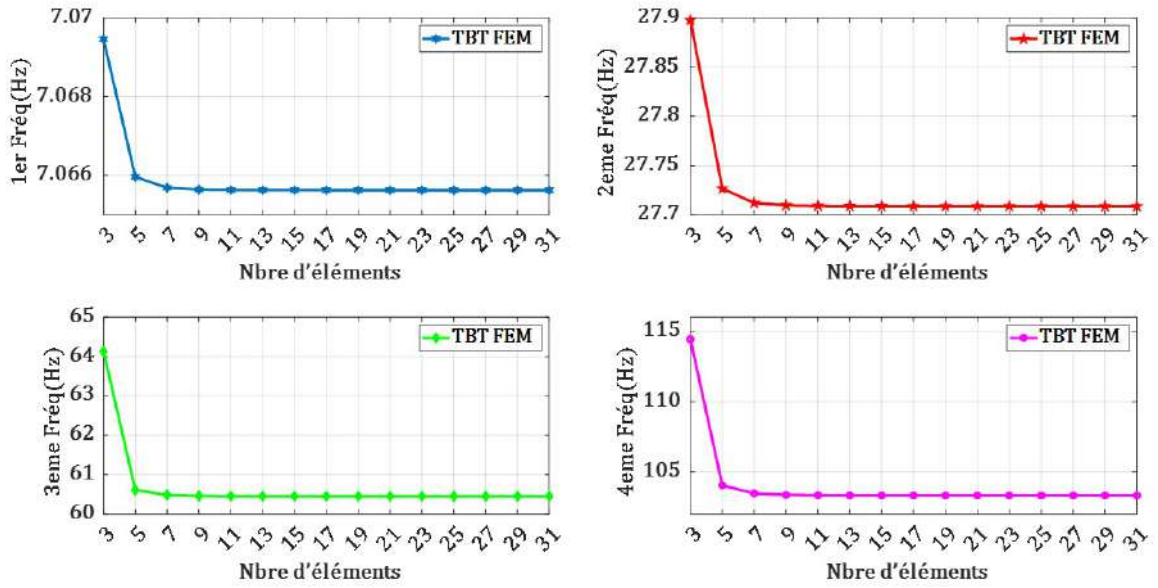 7.07
7.068
7.066
1er Fréq(Hz)
TBT FEM
3 5 7 9 11 13 15 17 19 21 23 25 27 29 31
Nbre d'éléments
27.9
27.85
27.8
27.75
27.7
2eme Fréq(Hz)
TBT FEM
3 5 7 9 11 13 15 17 19 21 23 25 27 29 31
Nbre d'éléments
65
64
63
62
61
60
3eme Fréq(Hz)
TBT FEM
3 5 7 9 11 13 15 17 19 21 23 25 27 29 31
Nbre d'éléments
115
110
105
4eme Fréq(Hz)
TBT FEM
3 5 7 9 11 13 15 17 19 21 23 25 27 29 31
Nbre d'éléments